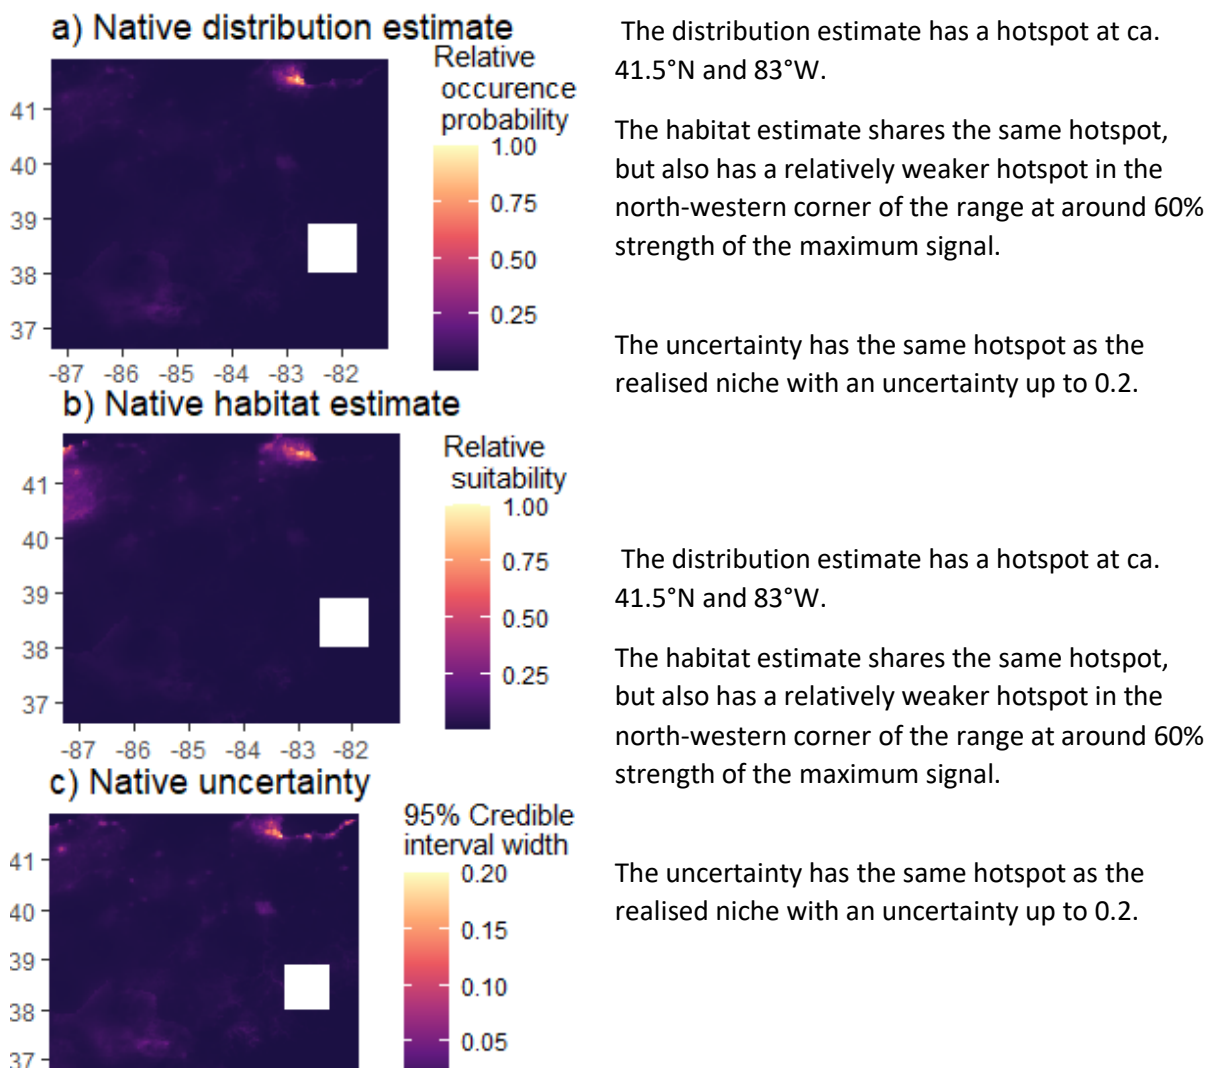 a) Native distribution estimate
Relative
occurence
probability
1.00
0.75
0.50
0.25
41
40
39
38
37
-87 -86 -85 -84 -83 -82
b) Native habitat estimate
Relative
suitability
1.00
0.75
0.50
0.25
41
40
39
38
37
-87 -86 -85 -84 -83 -82
c) Native uncertainty
95% Credible
interval width
0.20
0.15
0.10
0.05
41
40
39
38
37
The distribution estimate has a hotspot at ca.
41.5°N and 83°W.
The habitat estimate shares the same hotspot,
but also has a relatively weaker hotspot in the
north-western corner of the range at around 60%
strength of the maximum signal.
The uncertainty has the same hotspot as the
realised niche with an uncertainty up to 0.2.
The distribution estimate has a hotspot at ca.
41.5°N and 83°W.
The habitat estimate shares the same hotspot,
but also has a relatively weaker hotspot in the
north-western corner of the range at around 60%
strength of the maximum signal.
The uncertainty has the same hotspot as the
realised niche with an uncertainty up to 0.2.